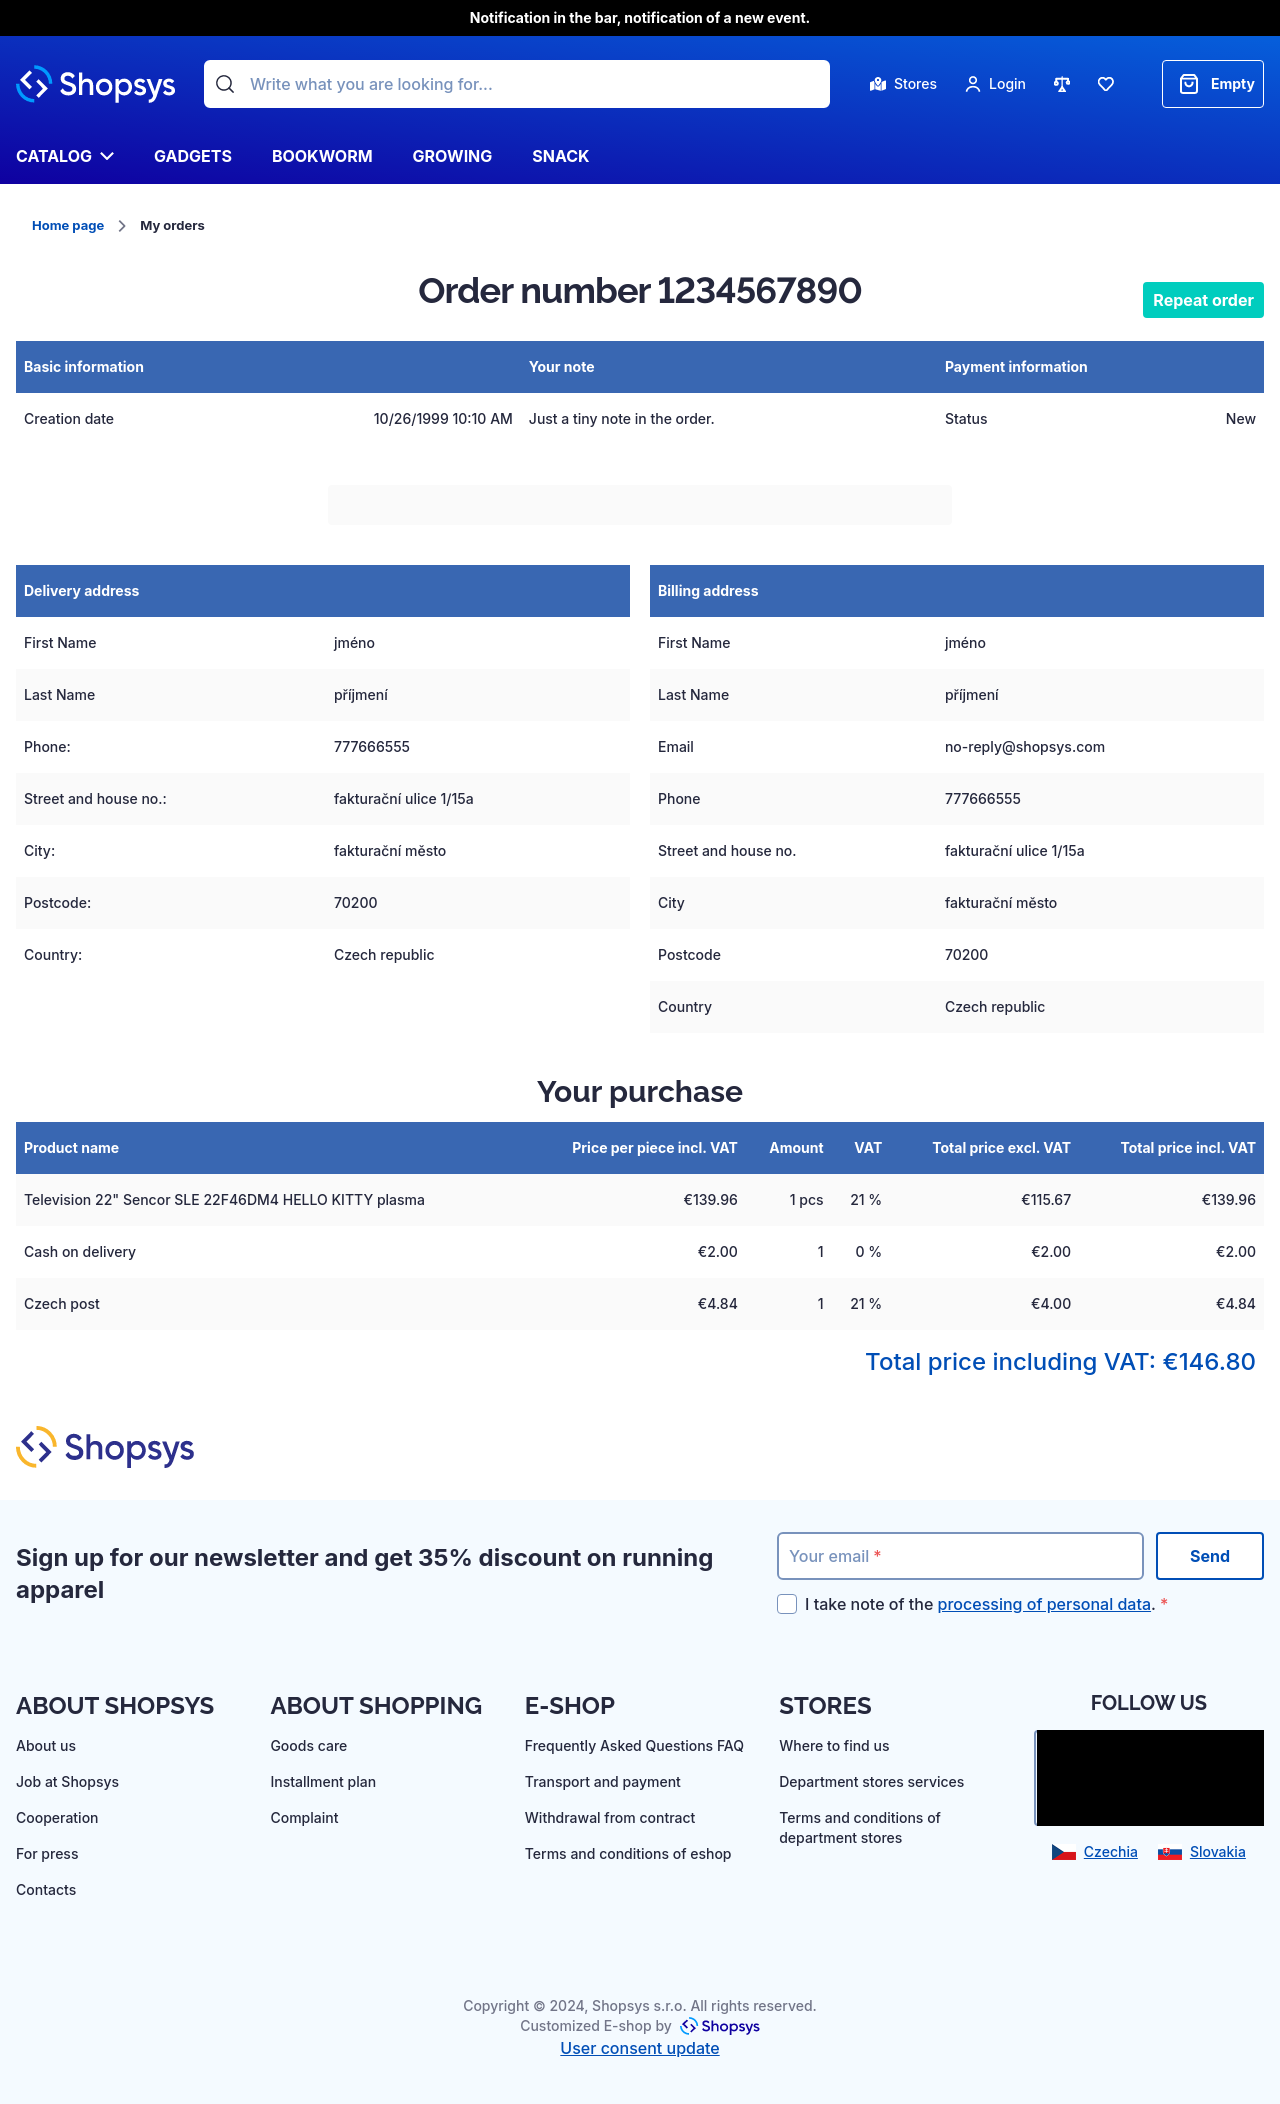 Notification in the bar, notification of a new event.
Shopsys
Write what you are looking for...
Stores
Login
Empty
CATALOG
GADGETS
BOOKWORM
GROWING
SNACK
Home page
My orders
Order number 1234567890
Repeat order
Basic information Your note Payment information
Creation date 10/26/1999 10:10 AM Just a tiny note in the order. Status New
Delivery address
First Name jméno
Last Name příjmení
Phone: 777666555
Street and house no.: fakturační ulice 1/15a
City: fakturační město
Postcode: 70200
Country: Czech republic
Billing address
First Name jméno
Last Name příjmení
Email no-reply@shopsys.com
Phone 777666555
Street and house no. fakturační ulice 1/15a
City fakturační město
Postcode 70200
Country Czech republic
Your purchase
Product name Price per piece incl. VAT Amount VAT Total price excl. VAT Total price incl. VAT
Television 22" Sencor SLE 22F46DM4 HELLO KITTY plasma €139.96 1 pcs 21 % €115.67 €139.96
Cash on delivery €2.00 1 0 % €2.00 €2.00
Czech post €4.84 1 21 % €4.00 €4.84
Total price including VAT: €146.80
Shopsys
Sign up for our newsletter and get 35% discount on running
apparel
Your email *
Send
I take note of the processing of personal data. *
ABOUT SHOPSYS
About us
Job at Shopsys
Cooperation
For press
Contacts
ABOUT SHOPPING
Goods care
Installment plan
Complaint
E-SHOP
Frequently Asked Questions FAQ
Transport and payment
Withdrawal from contract
Terms and conditions of eshop
STORES
Where to find us
Department stores services
Terms and conditions of
department stores
FOLLOW US
Czechia
Slovakia
Copyright © 2024, Shopsys s.r.o. All rights reserved.
Customized E-shop by Shopsys
User consent update